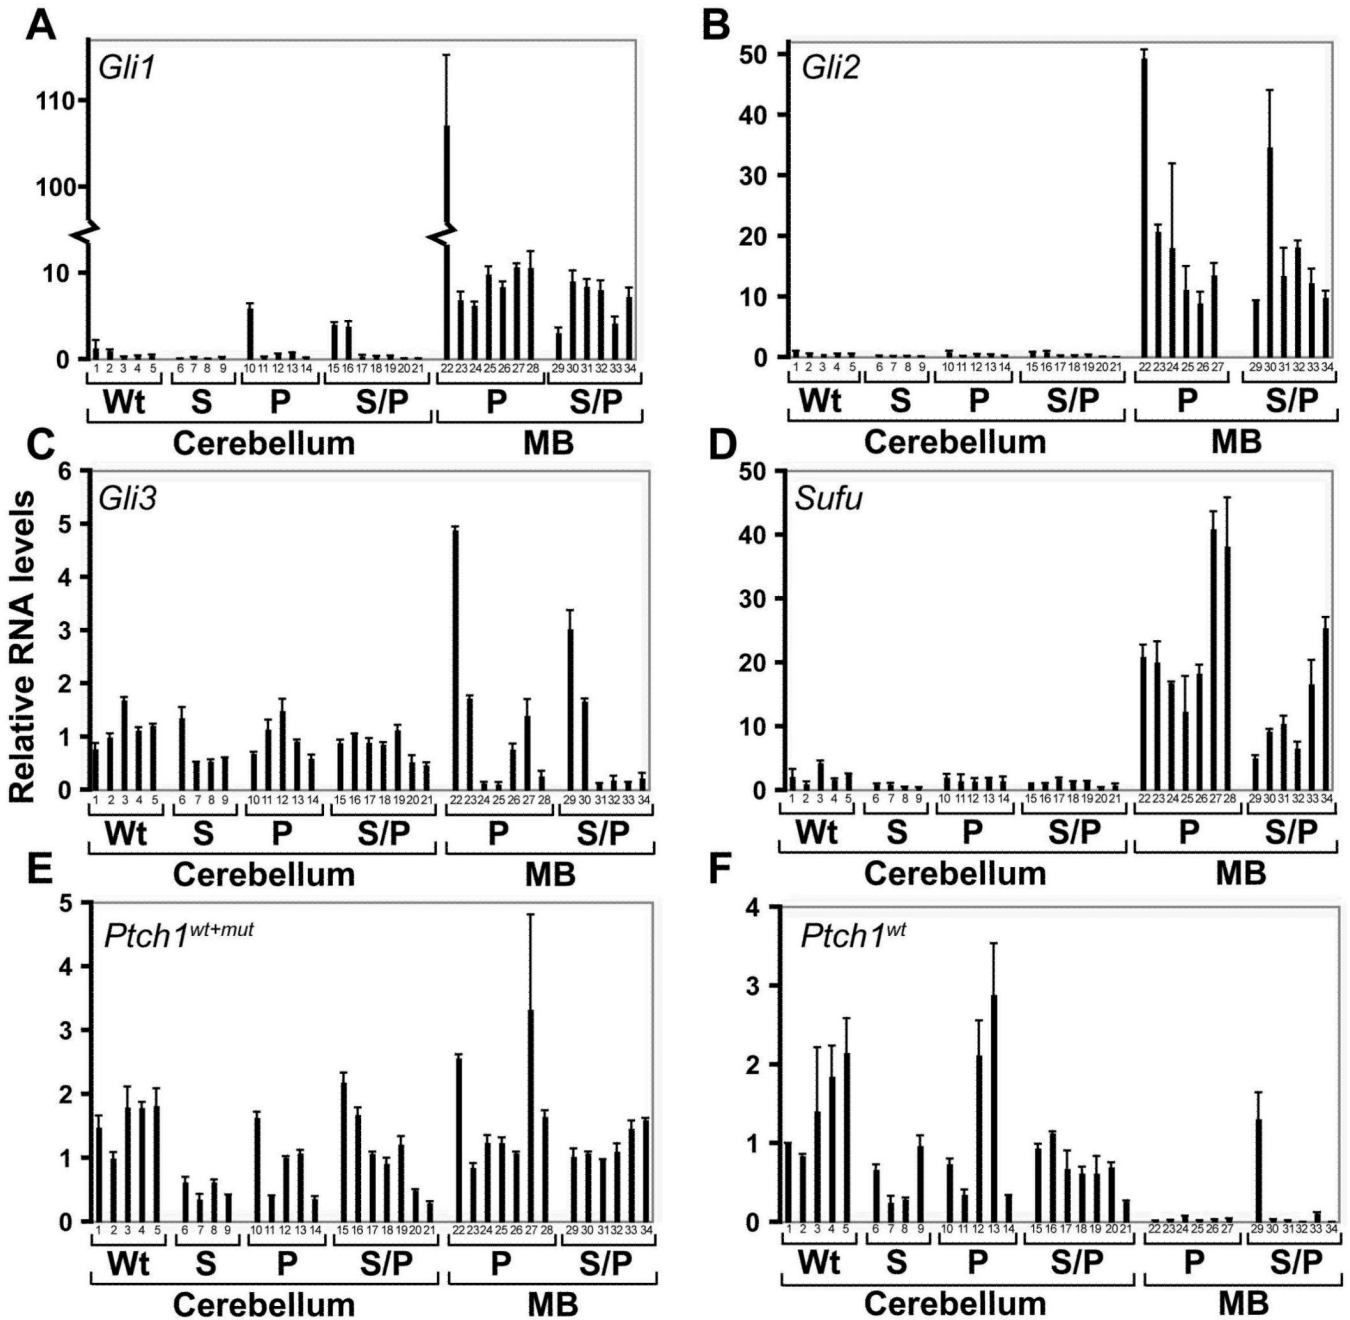 A
Gli1
110
100
10
0
1 2 3 4 5 6 7 8 9 10 11 12 13 14 15 16 17 18 19 20 21 22 23 24 25 26 27 28 29 30 31 32 33 34
Wt S P S/P P S/P
Cerebellum MB
B
Gli2
50
40
30
20
10
0
1 2 3 4 5 6 7 8 9 10 11 12 13 14 15 16 17 18 19 20 21 22 23 24 25 26 27 29 30 31 32 33 34
Wt S P S/P P S/P
Cerebellum MB
Relative RNA levels
C
Gli3
6
5
4
3
2
1
0
1 2 3 4 5 6 7 8 9 10 11 12 13 14 15 16 17 18 19 20 21 22 23 24 25 26 27 28 29 30 31 32 33 34
Wt S P S/P P S/P
Cerebellum MB
D
Sufu
50
40
30
20
10
0
1 2 3 4 5 6 7 8 9 10 11 12 13 14 15 16 17 18 19 20 21 22 23 24 25 26 27 28 29 30 31 32 33 34
Wt S P S/P P S/P
Cerebellum MB
E
Ptch1wt+mut
5
4
3
2
1
0
1 2 3 4 5 6 7 8 9 10 11 12 13 14 15 16 17 18 19 20 21 22 23 24 25 26 27 28 29 30 31 32 33 34
Wt S P S/P P S/P
Cerebellum MB
F
Ptch1wt
4
3
2
1
0
1 2 3 4 5 6 7 8 9 10 11 12 13 14 15 16 17 18 19 20 21 22 23 24 25 26 27 29 30 31 32 33 34
Wt S P S/P P S/P
Cerebellum MB